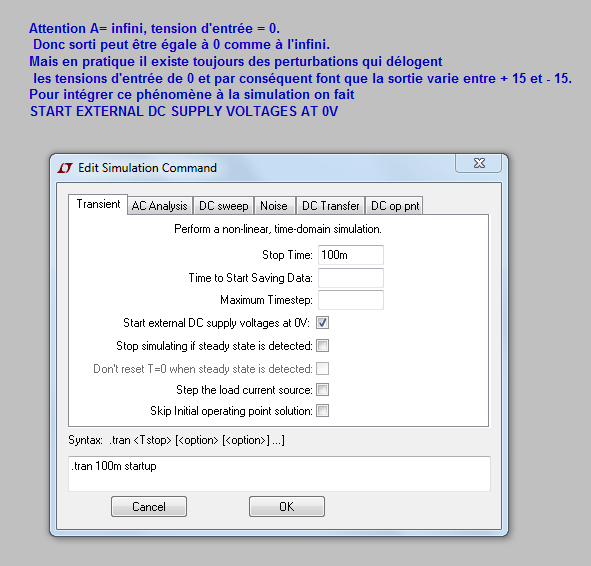 Attention A= infini, tension d'entrée = 0.
Donc sorti peut être égale à 0 comme à l'infini.
Mais en pratique il existe toujours des perturbations qui délogent
les tensions d'entrée de 0 et par conséquent font que la sortie varie entre + 15 et - 15.
Pour intégrer ce phénomène à la simulation on fait
START EXTERNAL DC SUPPLY VOLTAGES AT 0V
Edit Simulation Command
Transient AC Analysis DC sweep Noise DC Transfer DC op pnt
Perform a non-linear, time-domain simulation.
Stop Time: 100m
Time to Start Saving Data:
Maximum Timestep:
Start external DC supply voltages at 0V:
Stop simulating if steady state is detected:
Don't reset T=0 when steady state is detected:
Step the load current source:
Skip Initial operating point solution:
Syntax: .tran <Tstop> [<option> [<option>] ...]
.tran 100m startup
Cancel OK